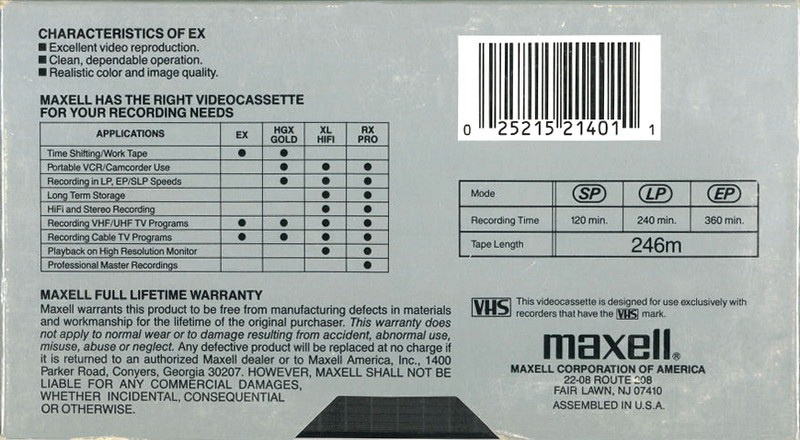 CHARACTERISTICS OF EX
■ Excellent video reproduction.
■ Clean, dependable operation.
■ Realistic color and image quality.
MAXELL HAS THE RIGHT VIDEOCASSETTE
FOR YOUR RECORDING NEEDS
APPLICATIONS EX HGX GOLD XL HIFI RX PRO
Time Shifting/Work Tape ● ●
Portable VCR/Camcorder Use ● ● ●
Recording in LP, EP/SLP Speeds ● ● ●
Long Term Storage ● ●
HiFi and Stereo Recording ● ●
Recording VHF/UHF TV Programs ● ● ● ●
Recording Cable TV Programs ● ● ● ●
Playback on High Resolution Monitor ● ●
Professional Master Recordings ●
MAXELL FULL LIFETIME WARRANTY
Maxell warrants this product to be free from manufacturing defects in materials
and workmanship for the lifetime of the original purchaser. This warranty does
not apply to normal wear or to damage resulting from accident, abnormal use,
misuse, abuse or neglect. Any defective product will be replaced at no charge if
it is returned to an authorized Maxell dealer or to Maxell America, Inc., 1400
Parker Road, Conyers, Georgia 30207. HOWEVER, MAXELL SHALL NOT BE
LIABLE FOR ANY COMMERCIAL DAMAGES,
WHETHER INCIDENTAL, CONSEQUENTIAL
OR OTHERWISE.
0 25215 21401 1
Mode SP LP EP
Recording Time 120 min. 240 min. 360 min.
Tape Length 246m
VHS This videocassette is designed for use exclusively with
recorders that have the VHS mark.
maxell®
MAXELL CORPORATION OF AMERICA
22-08 ROUTE 208
FAIR LAWN, NJ 07410
ASSEMBLED IN U.S.A.